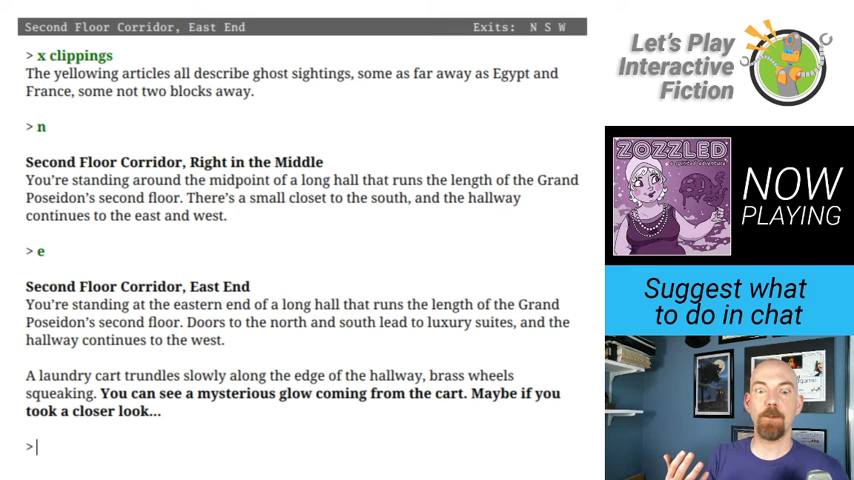 Second Floor Corridor, East End Exits: N S W
> x clippings
The yellowing articles all describe ghost sightings, some as far away as Egypt and
France, some not two blocks away.
> n
Second Floor Corridor, Right in the Middle
You're standing around the midpoint of a long hall that runs the length of the Grand
Poseidon's second floor. There's a small closet to the south, and the hallway
continues to the east and west.
> e
Second Floor Corridor, East End
You're standing at the eastern end of a long hall that runs the length of the Grand
Poseidon's second floor. Doors to the north and south lead to luxury suites, and the
hallway continues to the west.
A laundry cart trundles slowly along the edge of the hallway, brass wheels
squeaking. You can see a mysterious glow coming from the cart. Maybe if you
took a closer look...
>
Let's Play
Interactive
Fiction
ZOZZLED
a spirited adventure
NOW
PLAYING
Suggest what
to do in chat